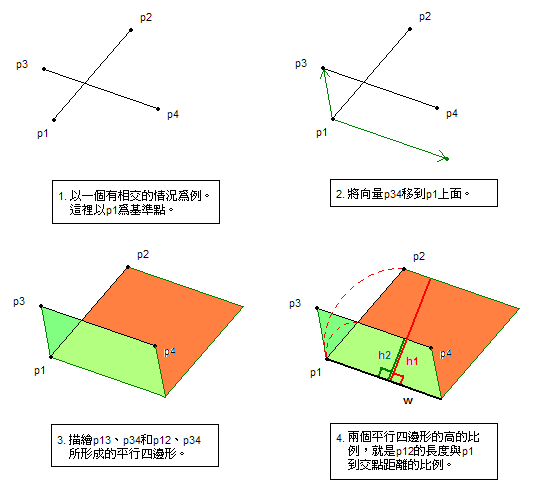 p2
p3
p4
p1
1. 以一個有相交的情況爲例。
這裡以p1爲基準點。
p2
p3
p4
p1
2. 將向量p34移到p1上面。
p2
p3
p4
p1
3. 描繪p13、p34和p12、p34
所形成的平行四邊形。
p2
p3
p4
h2
h1
p1
w
4. 兩個平行四邊形的高的比
例，就是p12的長度與p1
到交點距離的比例。